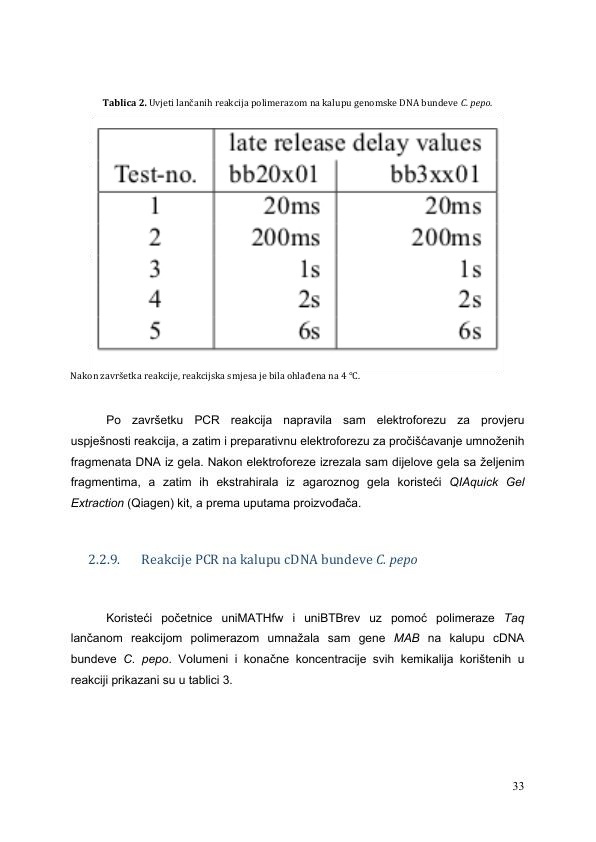 Tablica 2. Uvjeti lančanih reakcija polimerazom na kalupu genomske DNA bundeve C. pepo.
late release delay values
Test-no. bb20x01 bb3xx01
1 20ms 20ms
2 200ms 200ms
3 1s 1s
4 2s 2s
5 6s 6s
Nakon završetka reakcije, reakcijska smjesa je bila ohlađena na 4 °C.
Po završetku PCR reakcija napravila sam elektroforezu za provjeru
uspješnosti reakcija, a zatim i preparativnu elektroforezu za pročišćavanje umnoženih
fragmenata DNA iz gela. Nakon elektroforeze izrezala sam dijelove gela sa željenim
fragmentima, a zatim ih ekstrahirala iz agaroznog gela koristeći QIAquick Gel
Extraction (Qiagen) kit, a prema uputama proizvođača.
2.2.9. Reakcije PCR na kalupu cDNA bundeve C. pepo
Koristeći početnice uniMATHfw i uniBTBrev uz pomoć polimeraze Taq
lančanom reakcijom polimerazom umnažala sam gene MAB na kalupu cDNA
bundeve C. pepo. Volumeni i konačne koncentracije svih kemikalija korištenih u
reakciji prikazani su u tablici 3.
33